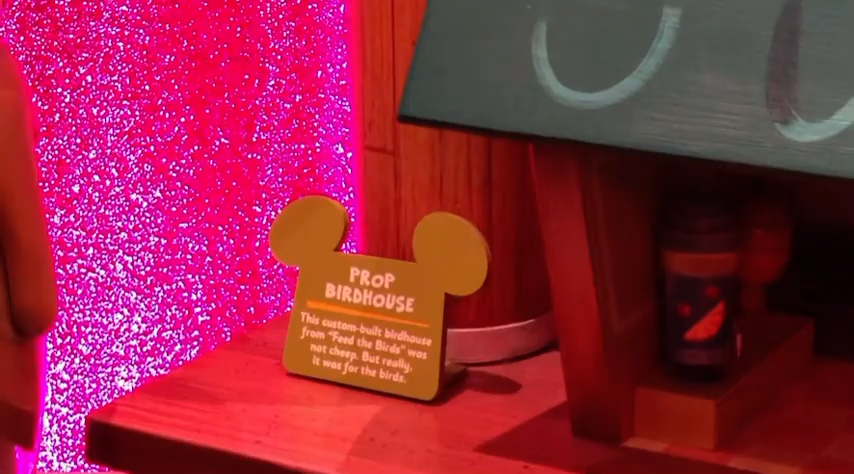 PROP
BIRDHOUSE
This custom-built birdhouse
from "Feed the Birds" was
not cheep. But really,
it was for the birds.